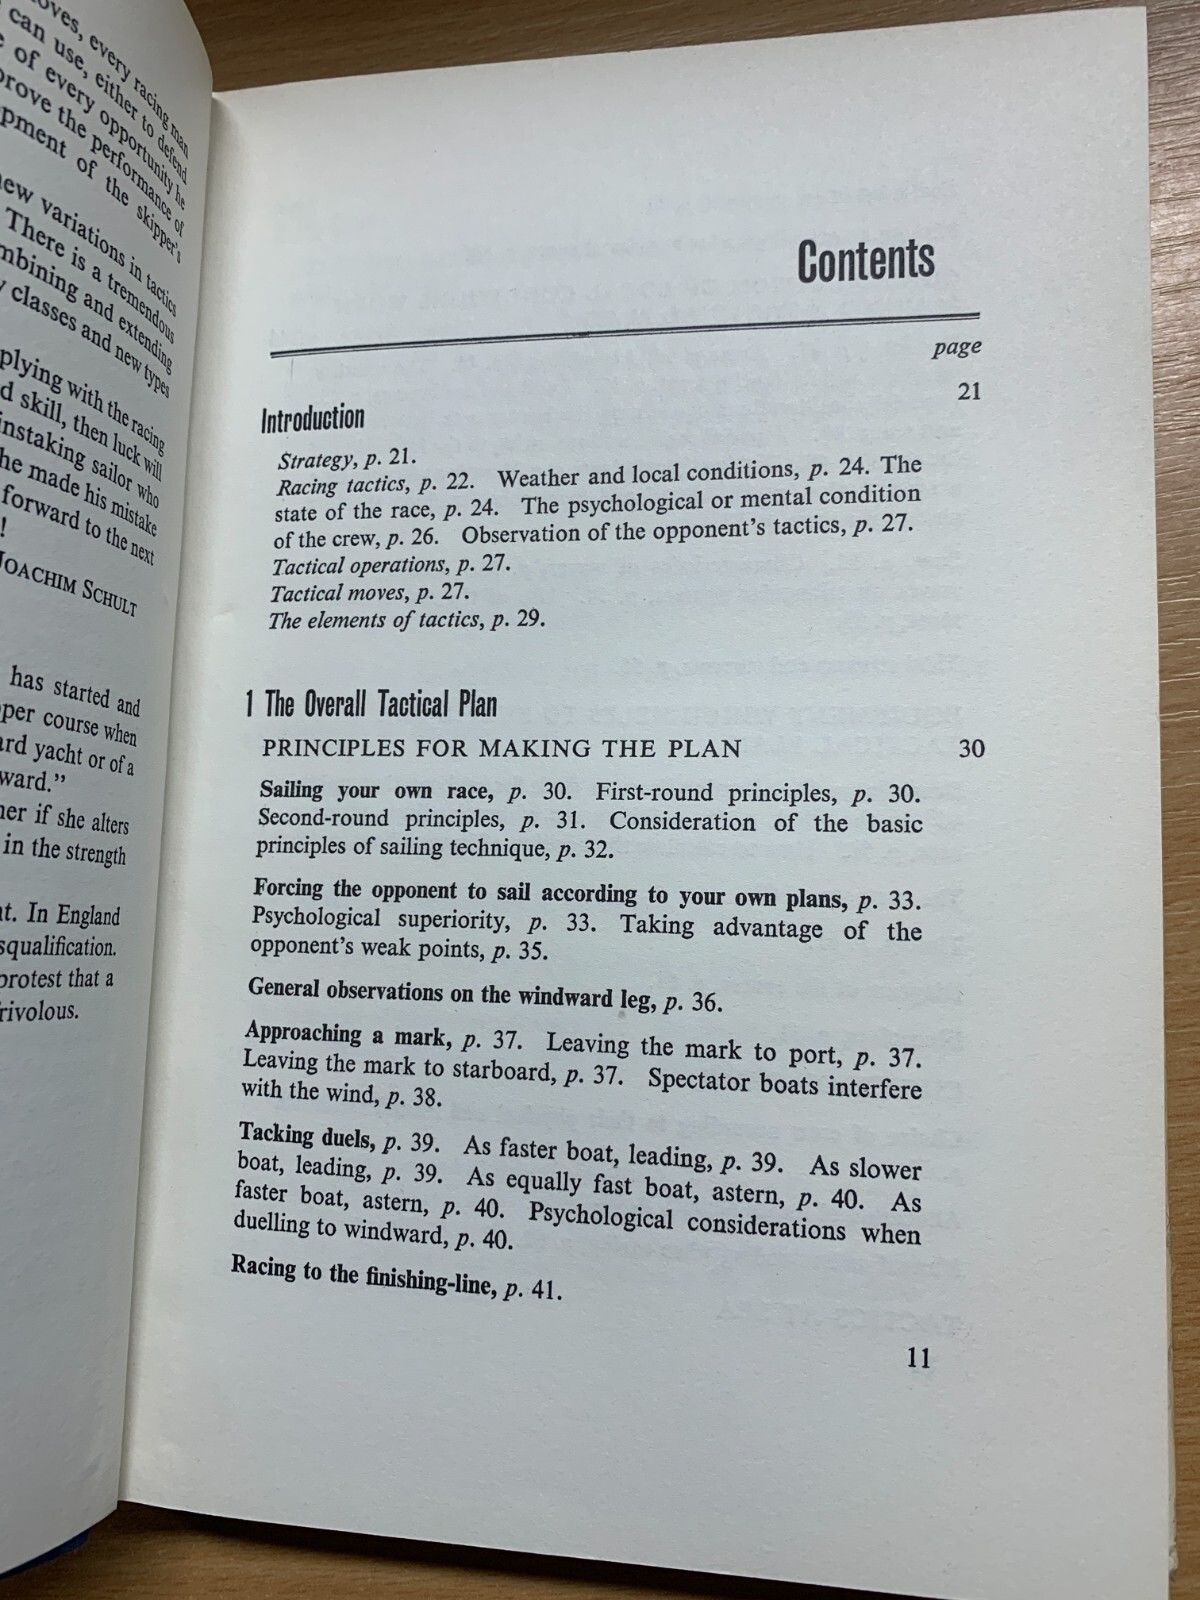 oves, every racing man
can use, either to defend
of every opportunity he
prove the performance of
pment of the skipper's
new variations in tactics
There is a tremendous
mbining and extending
classes and new types
plying with the racing
d skill, then luck will
instaking sailor who
he made his mistake
forward to the next
!
JOACHIM SCHULT
has started and
per course when
ard yacht or of a
ward."
her if she alters
in the strength
t. In England
squalification.
protest that a
rivolous.
Contents
page
Introduction 21
Strategy, p. 21.
Racing tactics, p. 22. Weather and local conditions, p. 24. The
state of the race, p. 24. The psychological or mental condition
of the crew, p. 26. Observation of the opponent's tactics, p. 27.
Tactical operations, p. 27.
Tactical moves, p. 27.
The elements of tactics, p. 29.
1 The Overall Tactical Plan
PRINCIPLES FOR MAKING THE PLAN 30
Sailing your own race, p. 30. First-round principles, p. 30.
Second-round principles, p. 31. Consideration of the basic
principles of sailing technique, p. 32.
Forcing the opponent to sail according to your own plans, p. 33.
Psychological superiority, p. 33. Taking advantage of the
opponent's weak points, p. 35.
General observations on the windward leg, p. 36.
Approaching a mark, p. 37. Leaving the mark to port, p. 37.
Leaving the mark to starboard, p. 37. Spectator boats interfere
with the wind, p. 38.
Tacking duels, p. 39. As faster boat, leading, p. 39. As slower
boat, leading, p. 39. As equally fast boat, astern, p. 40. As
faster boat, astern, p. 40. Psychological considerations when
duelling to windward, p. 40.
Racing to the finishing-line, p. 41.
11